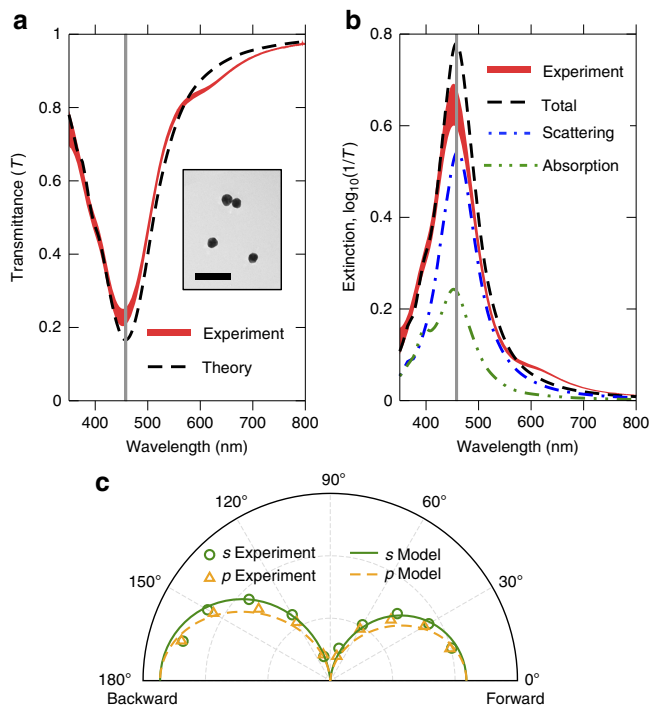 a
1
0.8
0.6
0.4
0.2
0
Transmittance (T)
Experiment
Theory
400 500 600 700 800
Wavelength (nm)
b
0.8
0.6
0.4
0.2
0
Extinction, log10(1/T)
Experiment
Total
Scattering
Absorption
400 500 600 700 800
Wavelength (nm)
c
90°
120° 60°
150° 30°
180° 0°
s Experiment s Model
p Experiment p Model
Backward Forward